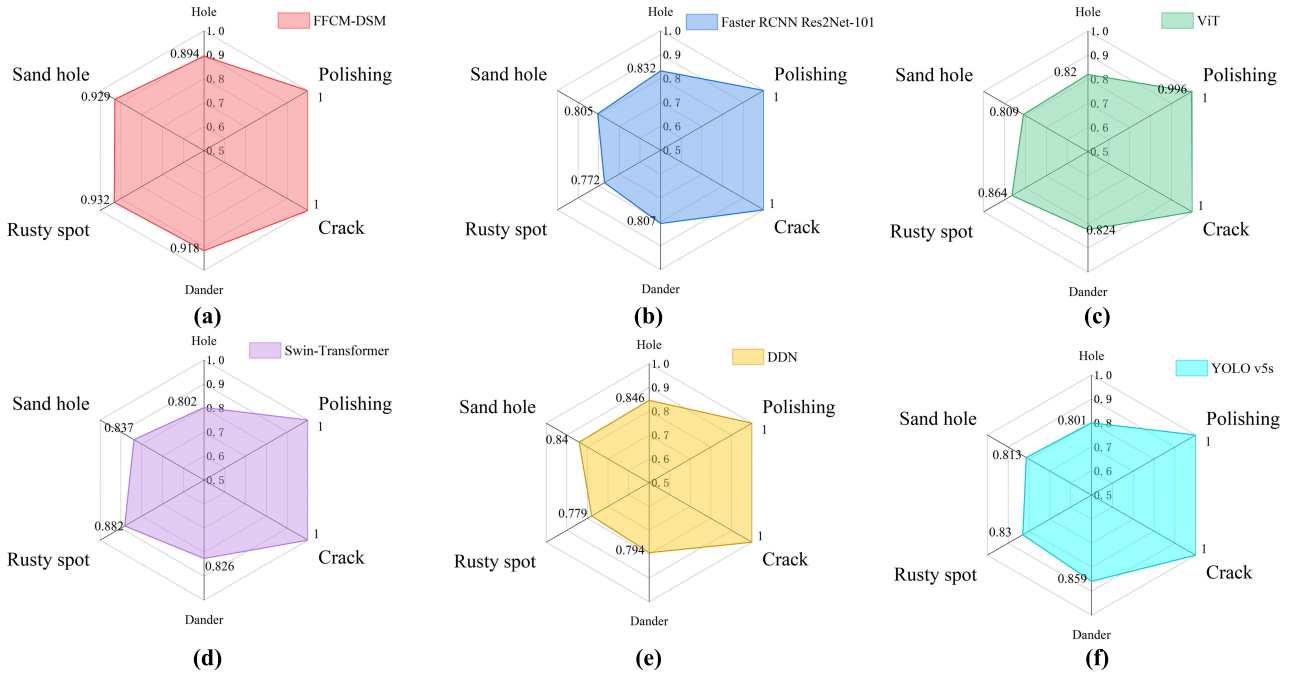 Hole
FFCM-DSM
1.0
0.894
0.9
Sand hole
0.8
Polishing
0.929
0.7
1
0.6
0.5
0.932
1
Rusty spot
Crack
0.918
Dander
(a)
Hole
Faster RCNN Res2Net-101
1.0
0.9
0.832
Sand hole
0.8
Polishing
0.805
0.7
1
0.6
0.5
0.772
1
Rusty spot
0.807
Crack
Dander
(b)
Hole
ViT
1.0
0.9
0.82
Sand hole
0.8
Polishing
0.996
0.809
0.7
1
0.6
0.5
0.864
1
Rusty spot
0.824
Crack
Dander
(c)
Hole
Swin-Transformer
1.0
0.9
0.802
Sand hole
0.8
Polishing
0.837
0.7
1
0.6
0.5
0.882
1
Rusty spot
Crack
0.826
Dander
(d)
Hole
DDN
1.0
0.9
0.846
Sand hole
0.8
Polishing
0.84
0.7
1
0.6
0.5
0.779
1
Rusty spot
0.794
Crack
Dander
(e)
Hole
YOLO v5s
1.0
0.9
Sand hole
0.801
0.8
Polishing
0.813
0.7
1
0.6
0.5
0.83
1
Rusty spot
0.859
Crack
Dander
(f)